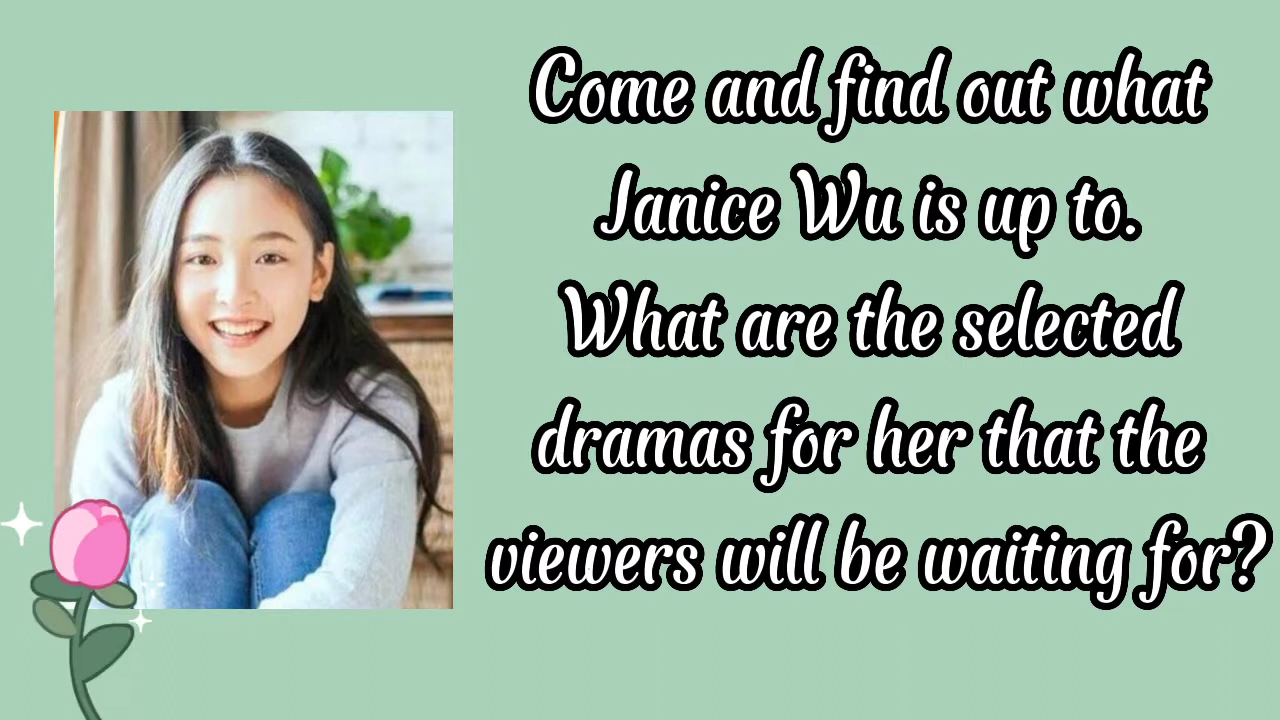 Come and find out what
Janice Wu is up to.
What are the selected
dramas for her that the
viewers will be waiting for?